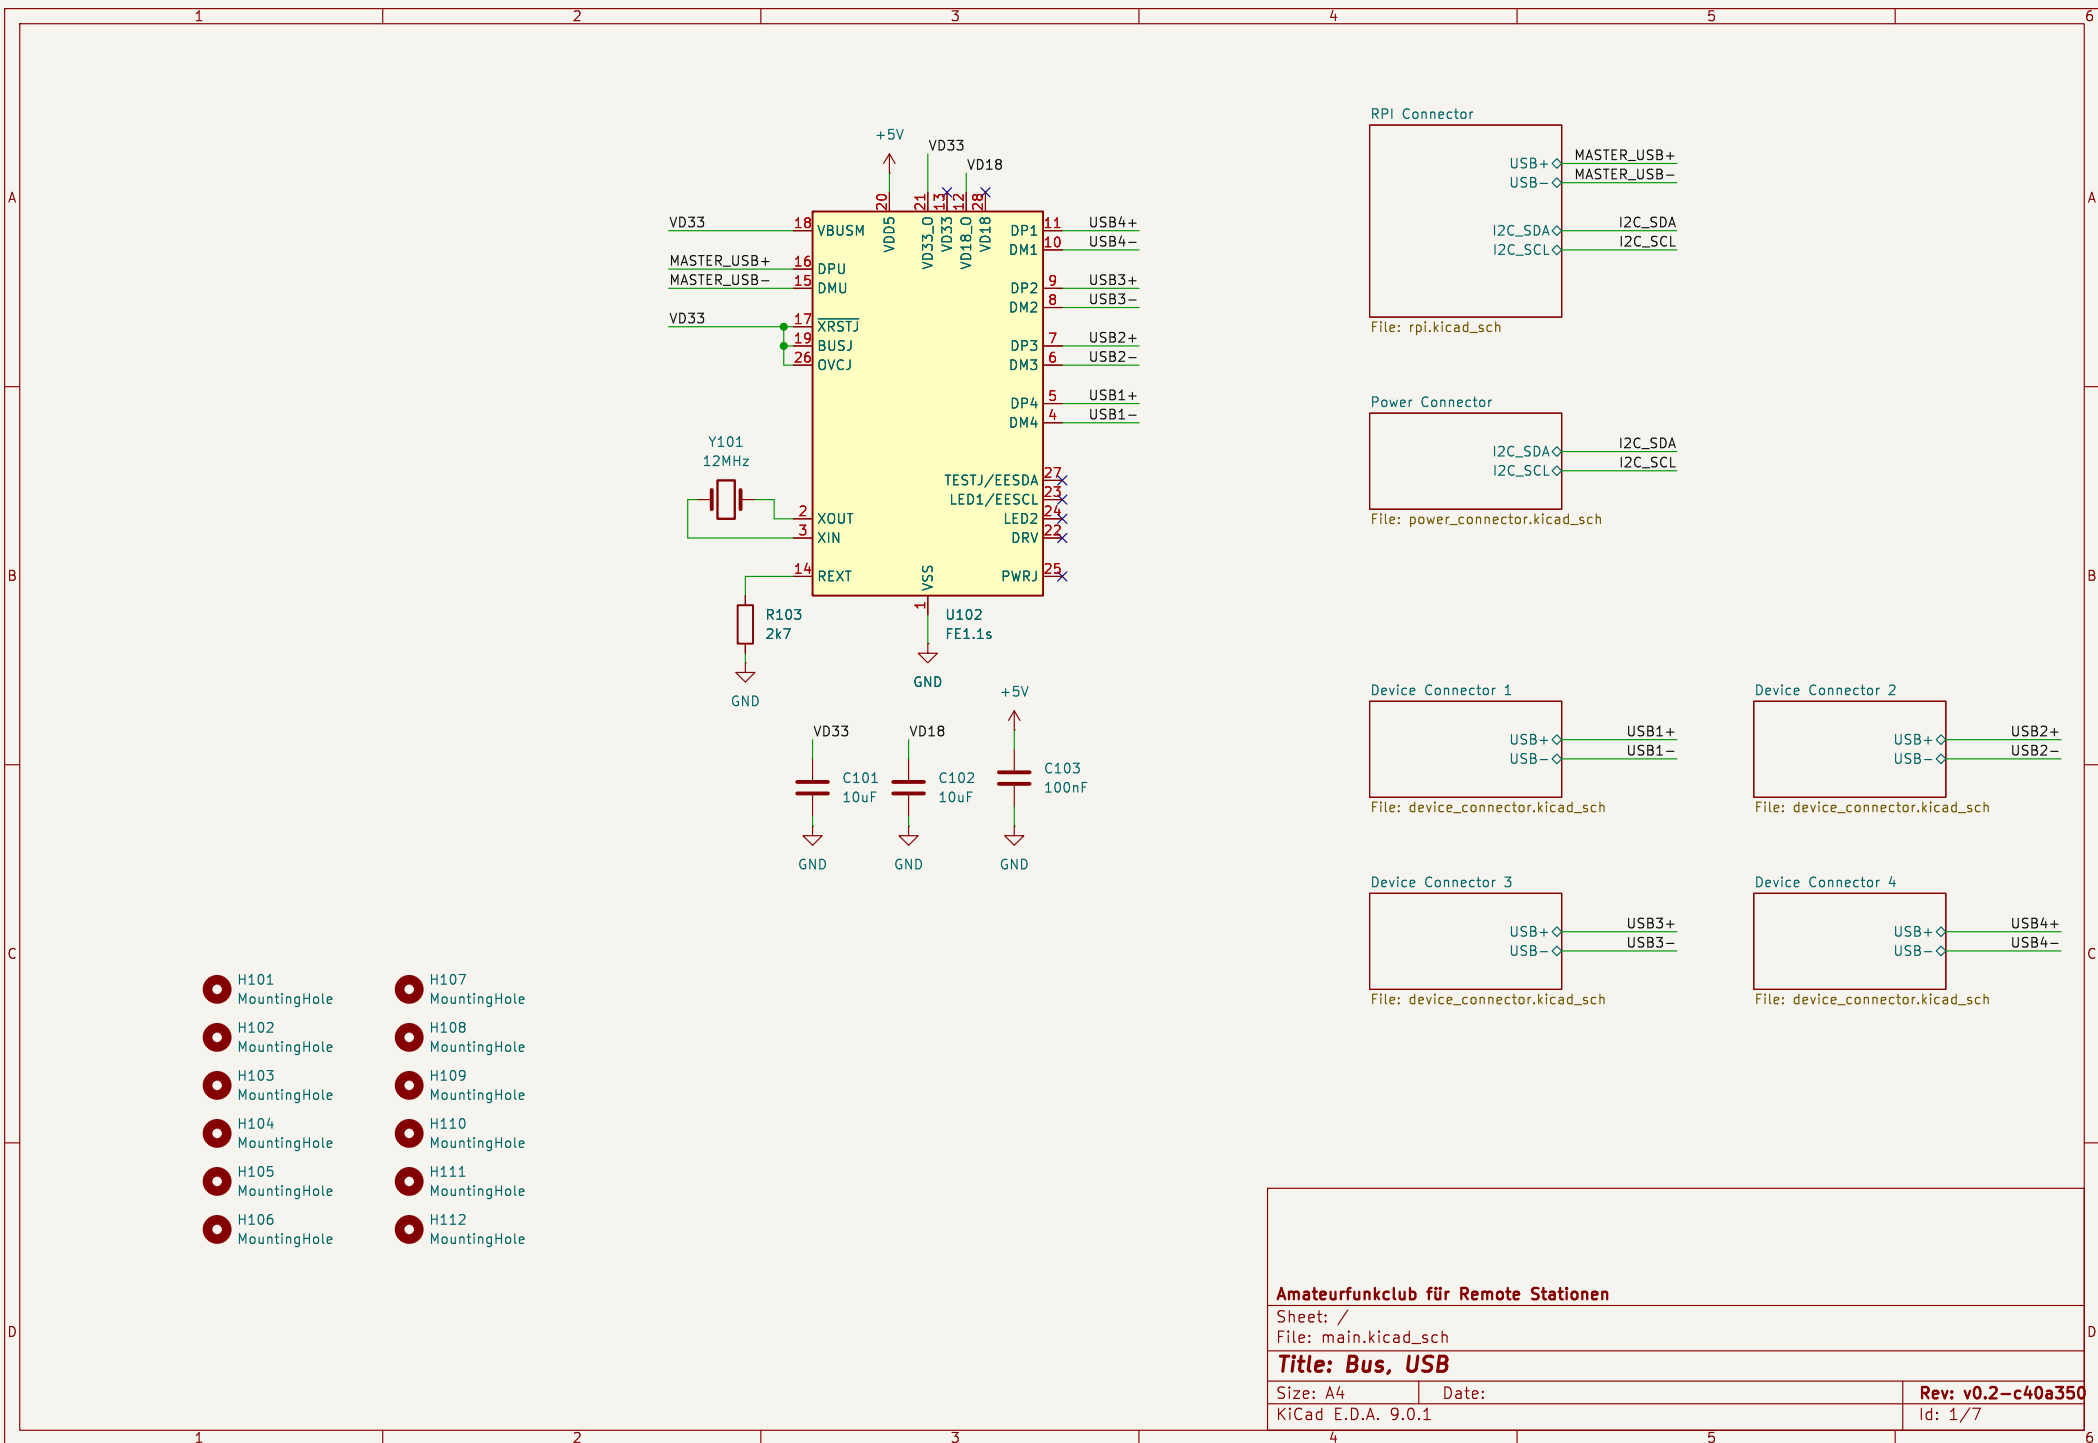 1 2 3 4 5 6
A
B
C
D
A
B
C
D
+5V
VD33
VD18
20
21
13
12
28
VDD5
VD33_O
VD33
VD18_O
VD18
VD33
18 VBUSM
MASTER_USB+
16 DPU
MASTER_USB-
15 DMU
VD33
17 XRSTJ
19 BUSJ
26 OVCJ
Y101
12MHz
2 XOUT
3 XIN
14 REXT
R103
2k7
GND
DP1 11 USB4+
DM1 10 USB4-
DP2 9 USB3+
DM2 8 USB3-
DP3 7 USB2+
DM3 6 USB2-
DP4 5 USB1+
DM4 4 USB1-
TESTJ/EESDA 27
LED1/EESCL 23
LED2 24
DRV 22
PWRJ 25
VSS
1
U102
FE1.1s
GND
VD33
C101
10uF
GND
VD18
C102
10uF
GND
+5V
C103
100nF
GND
RPI Connector
USB+ MASTER_USB+
USB- MASTER_USB-
I2C_SDA I2C_SDA
I2C_SCL I2C_SCL
File: rpi.kicad_sch
Power Connector
I2C_SDA I2C_SDA
I2C_SCL I2C_SCL
File: power_connector.kicad_sch
Device Connector 1
USB+ USB1+
USB- USB1-
File: device_connector.kicad_sch
Device Connector 2
USB+ USB2+
USB- USB2-
File: device_connector.kicad_sch
Device Connector 3
USB+ USB3+
USB- USB3-
File: device_connector.kicad_sch
Device Connector 4
USB+ USB4+
USB- USB4-
File: device_connector.kicad_sch
H101
MountingHole
H102
MountingHole
H103
MountingHole
H104
MountingHole
H105
MountingHole
H106
MountingHole
H107
MountingHole
H108
MountingHole
H109
MountingHole
H110
MountingHole
H111
MountingHole
H112
MountingHole
Amateurfunkclub für Remote Stationen
Sheet: /
File: main.kicad_sch
Title: Bus, USB
Size: A4 Date: Rev: v0.2-c40a350
KiCad E.D.A. 9.0.1 Id: 1/7
1 2 3 4 5 6